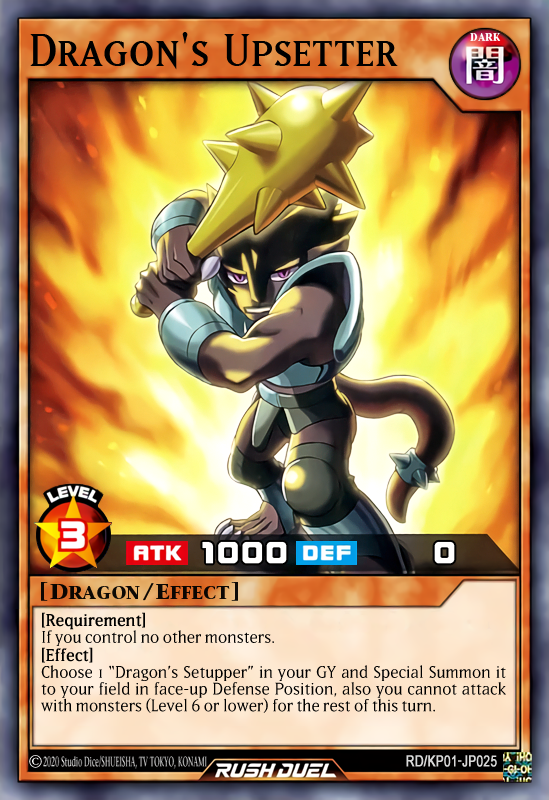 DRAGON'S UPSETTER
DARK
闇
LEVEL
3
ATK 1000 DEF 0
[DRAGON/EFFECT]
[Requirement]
If you control no other monsters.
[Effect]
Choose 1 “Dragon's Setupper” in your GY and Special Summon it
to your field in face-up Defense Position, also you cannot attack
with monsters (Level 6 or lower) for the rest of this turn.
©2020 Studio Dice/SHUEISHA, TV TOKYO, KONAMI
RUSH DUEL
RD/KP01-JP025